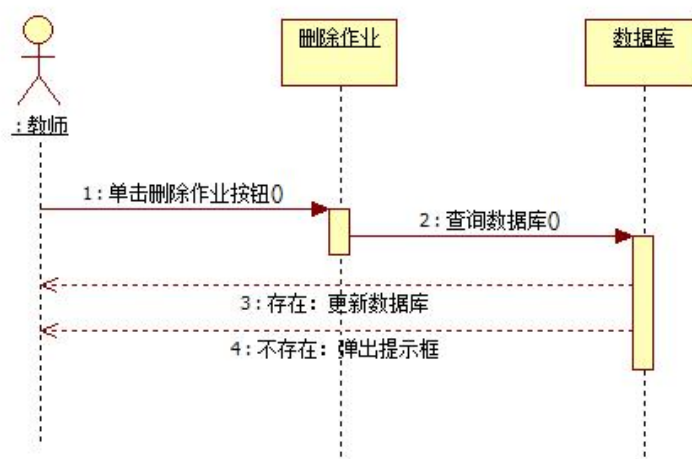 删除作业
数据库
:教师
1:单击删除作业按钮()
2:查询数据库()
3:存在：更新数据库
4:不存在：弹出提示框